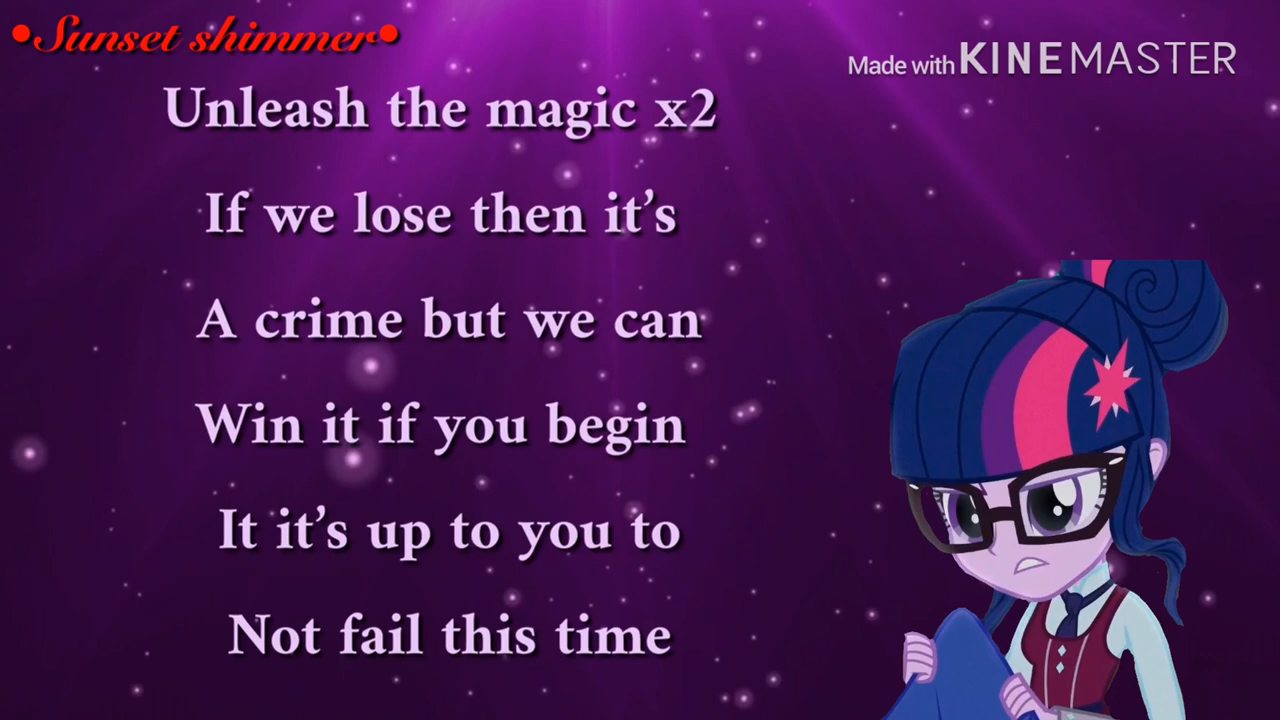 •Sunset shimmer•
Made with KINEMASTER
Unleash the magic x2
If we lose then it's
A crime but we can
Win it if you begin
It it's up to you to
Not fail this time